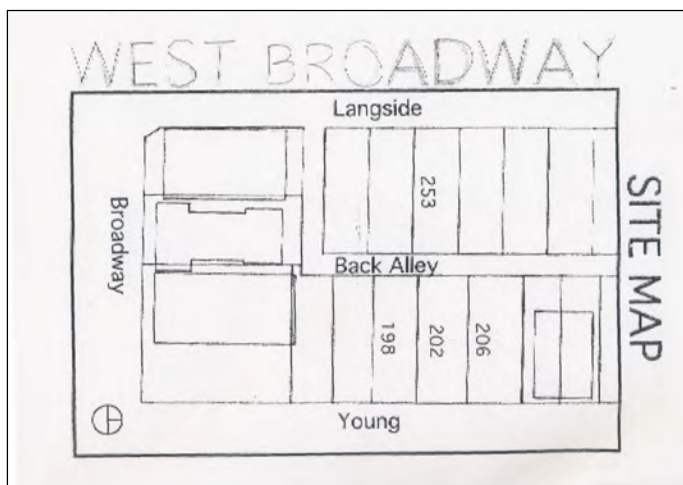 WEST BROADWAY
Langside
253
Broadway
SITE MAP
Back Alley
198
202
206
Young